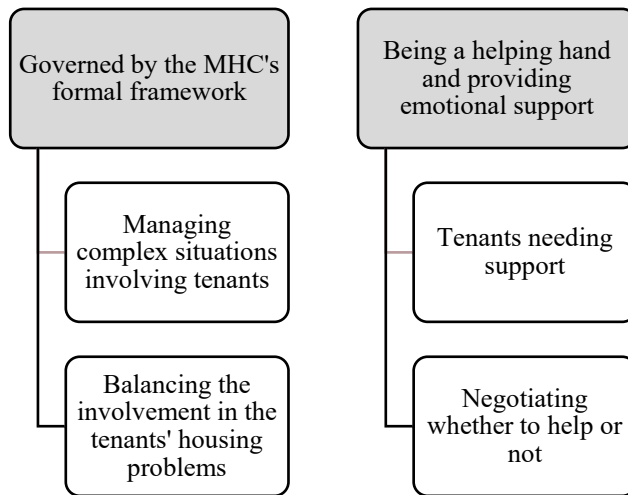 Governed by the MHC's
formal framework
Managing
complex situations
involving tenants
Balancing the
involvement in the
tenants' housing
problems
Being a helping hand
and providing
emotional support
Tenants needing
support
Negotiating
whether to help or
not